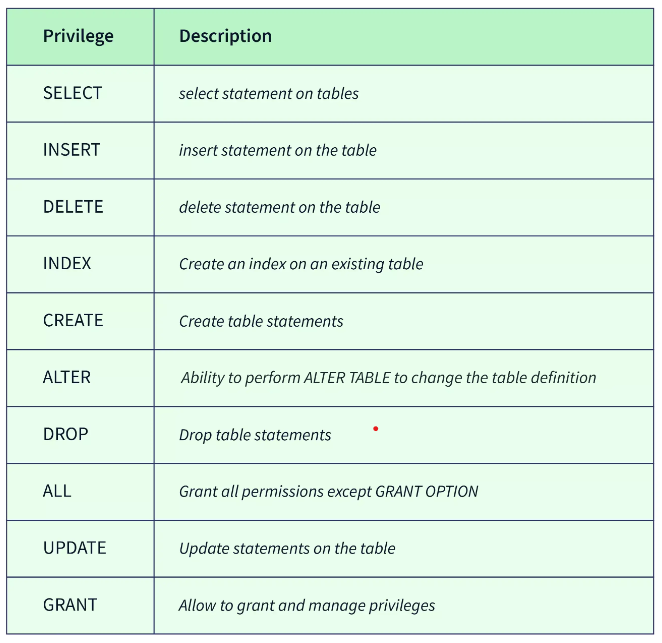 Privilege Description
SELECT select statement on tables
INSERT insert statement on the table
DELETE delete statement on the table
INDEX Create an index on an existing table
CREATE Create table statements
ALTER Ability to perform ALTER TABLE to change the table definition
DROP Drop table statements
ALL Grant all permissions except GRANT OPTION
UPDATE Update statements on the table
GRANT Allow to grant and manage privileges